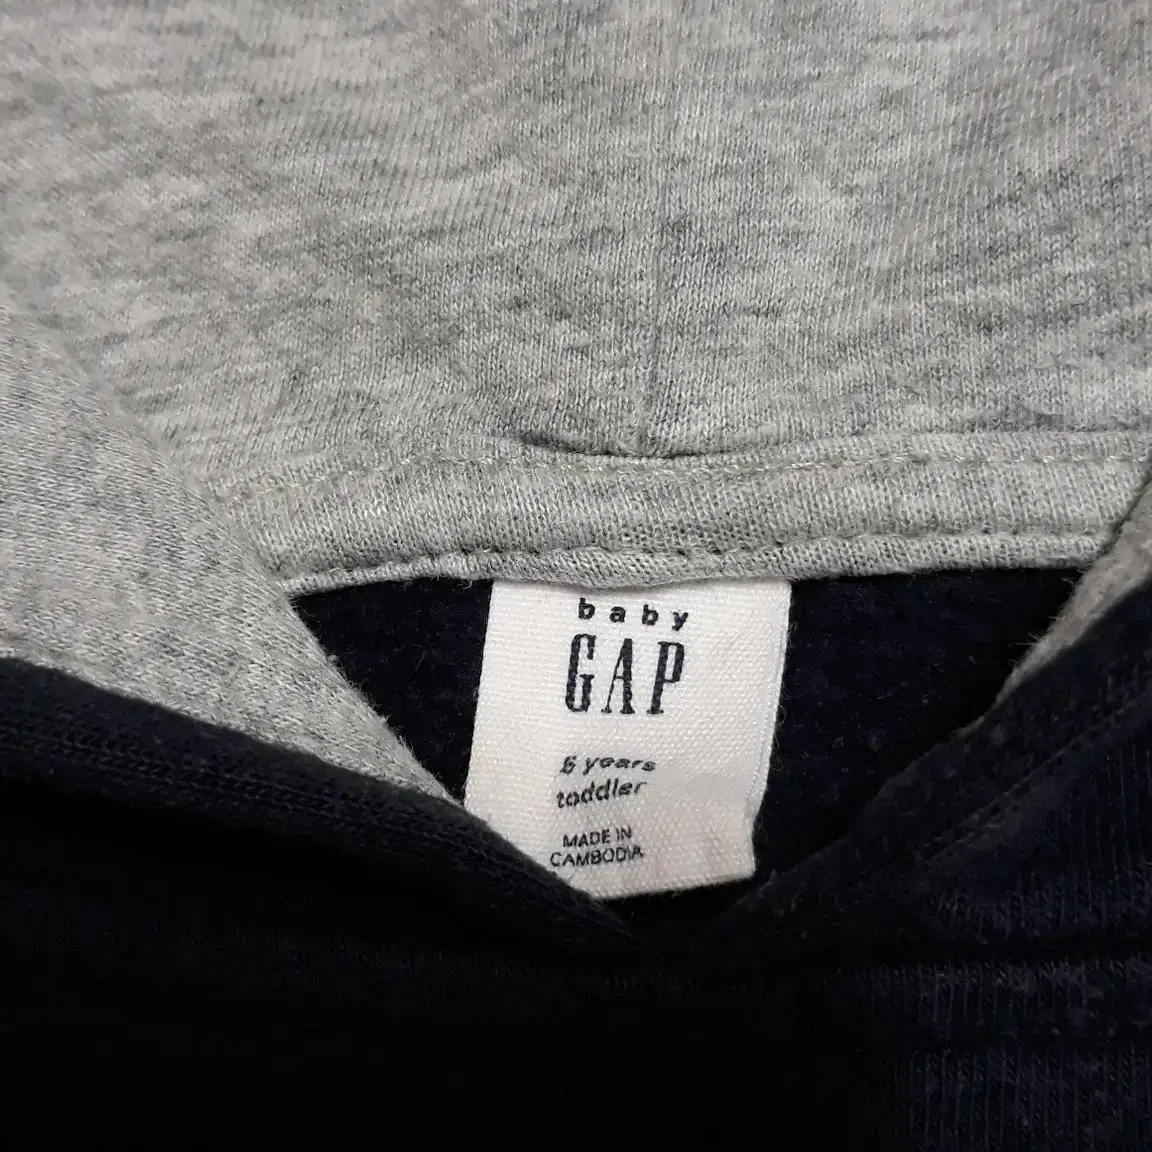 baby
GAP
5 years
toddler
MADE IN
CAMBODIA